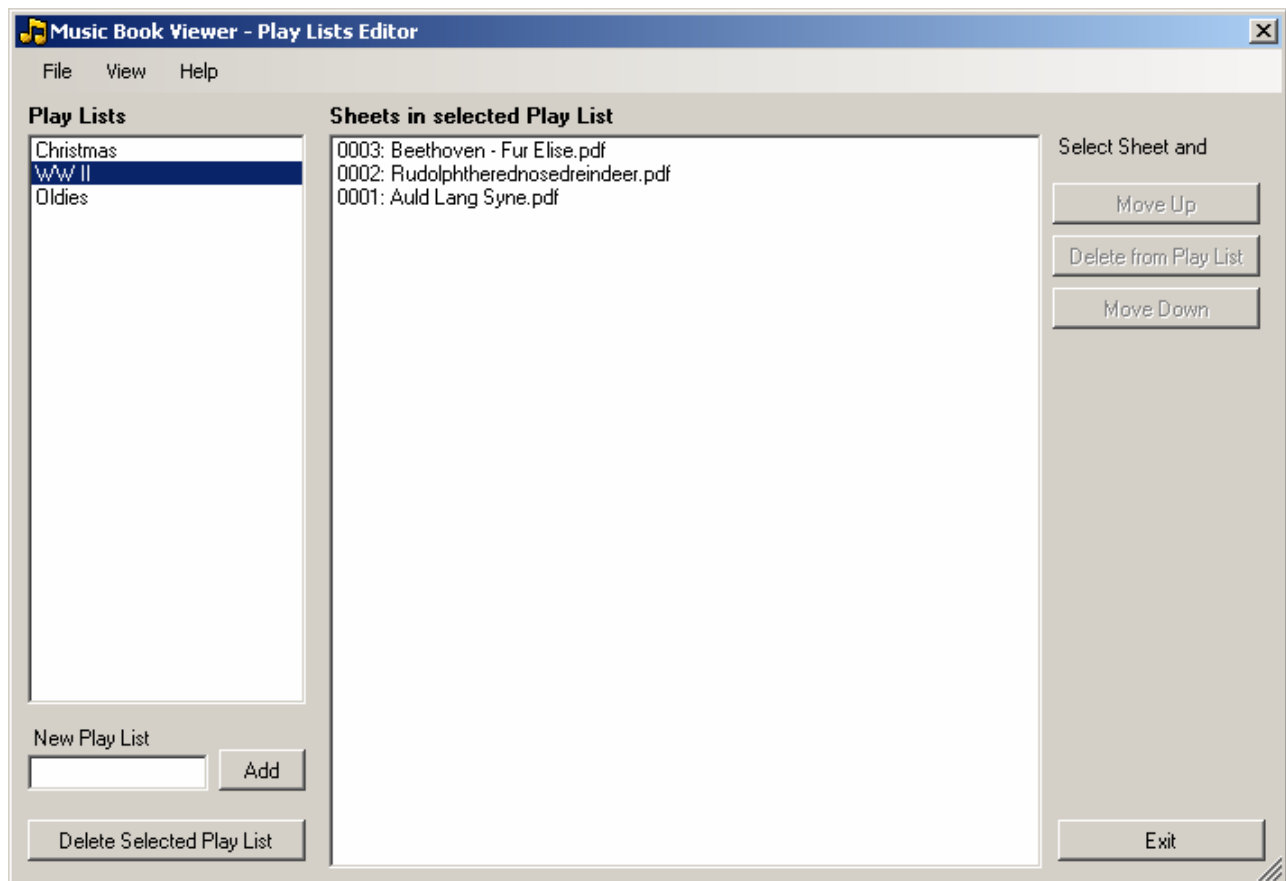 Music Book Viewer - Play Lists Editor
File View Help
Play Lists
Christmas
WW II
Oldies
New Play List
Add
Delete Selected Play List
Sheets in selected Play List
0003: Beethoven - Fur Elise.pdf
0002: Rudolphtherednosedreindeer.pdf
0001: Auld Lang Syne.pdf
Select Sheet and
Move Up
Delete from Play List
Move Down
Exit